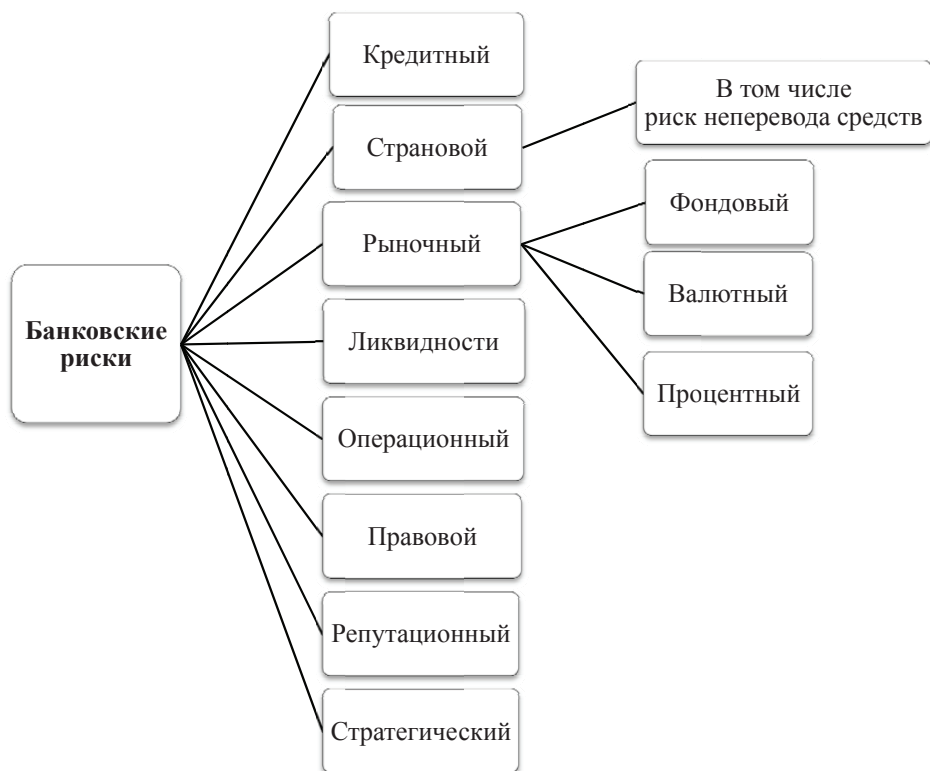 Банковские
риски
Кредитный
Страновой
Рыночный
Ликвидности
Операционный
Правовой
Репутационный
Стратегический
В том числе
риск неперевода средств
Фондовый
Валютный
Процентный